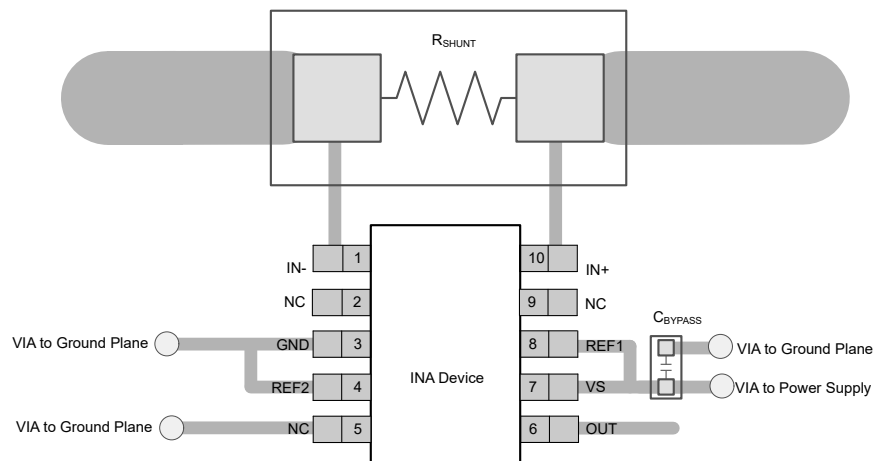 RSHUNT
1
10
IN-
IN+
NC
2
9
NC
CBYPASS
VIA to Ground Plane
GND
3
8
REF1
VIA to Ground Plane
INA Device
REF2
4
7
VS
VIA to Power Supply
VIA to Ground Plane
NC
5
6
OUT